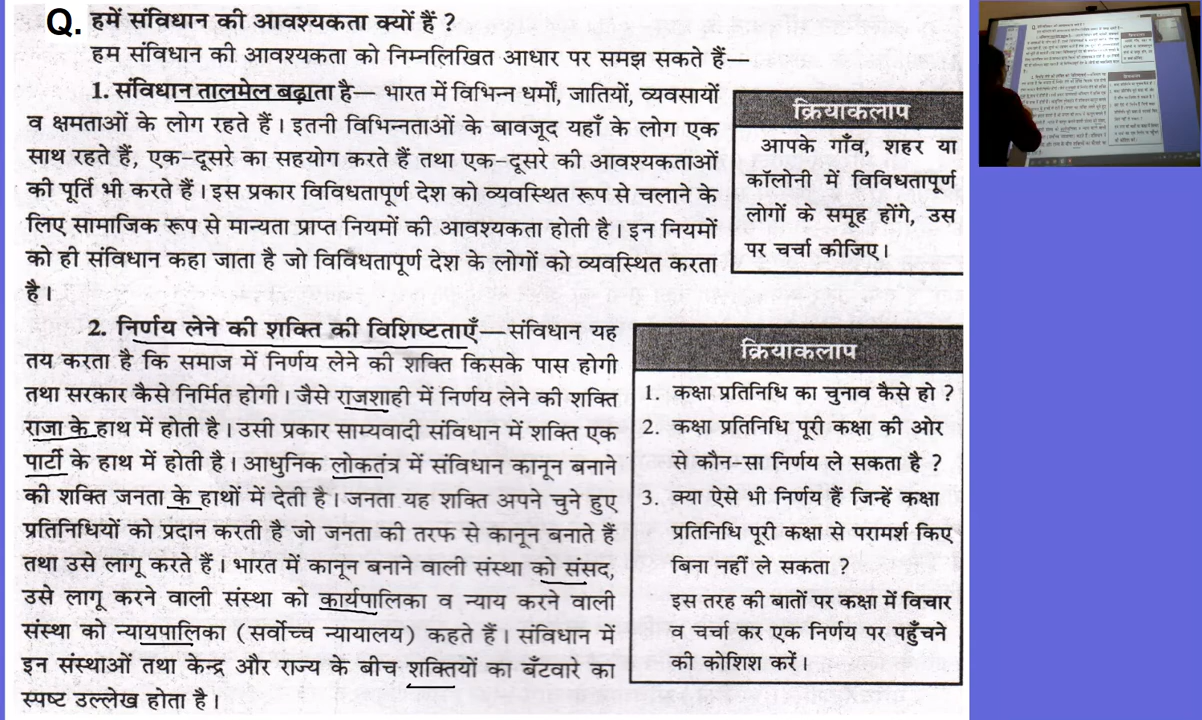 Q. हमें संविधान की आवश्यकता क्यों हैं ?
हम संविधान की आवश्यकता को निम्नलिखित आधार पर समझ सकते हैं—
1. संविधान तालमेल बढ़ाता है— भारत में विभिन्न धर्मों, जातियों, व्यवसायों
व क्षमताओं के लोग रहते हैं। इतनी विभिन्नताओं के बावजूद यहाँ के लोग एक
साथ रहते हैं, एक-दूसरे का सहयोग करते हैं तथा एक-दूसरे की आवश्यकताओं
की पूर्ति भी करते हैं। इस प्रकार विविधतापूर्ण देश को व्यवस्थित रूप से चलाने के
लिए सामाजिक रूप से मान्यता प्राप्त नियमों की आवश्यकता होती है। इन नियमों
को ही संविधान कहा जाता है जो विविधतापूर्ण देश के लोगों को व्यवस्थित करता
है।
क्रियाकलाप
आपके गाँव, शहर या
कॉलोनी में विविधतापूर्ण
लोगों के समूह होंगे, उस
पर चर्चा कीजिए।
2. निर्णय लेने की शक्ति की विशिष्टताएँ— संविधान यह
तय करता है कि समाज में निर्णय लेने की शक्ति किसके पास होगी
तथा सरकार कैसे निर्मित होगी। जैसे राजशाही में निर्णय लेने की शक्ति
राजा के हाथ में होती है। उसी प्रकार साम्यवादी संविधान में शक्ति एक
पार्टी के हाथ में होती है। आधुनिक लोकतंत्र में संविधान कानून बनाने
की शक्ति जनता के हाथों में देती है। जनता यह शक्ति अपने चुने हुए
प्रतिनिधियों को प्रदान करती है जो जनता की तरफ से कानून बनाते हैं
तथा उसे लागू करते हैं। भारत में कानून बनाने वाली संस्था को संसद,
उसे लागू करने वाली संस्था को कार्यपालिका व न्याय करने वाली
संस्था को न्यायपालिका (सर्वोच्च न्यायालय) कहते हैं। संविधान में
इन संस्थाओं तथा केन्द्र और राज्य के बीच शक्तियों का बँटवारे का
स्पष्ट उल्लेख होता है।
क्रियाकलाप
1. कक्षा प्रतिनिधि का चुनाव कैसे हो ?
2. कक्षा प्रतिनिधि पूरी कक्षा की ओर
से कौन-सा निर्णय ले सकता है ?
3. क्या ऐसे भी निर्णय हैं जिन्हें कक्षा
प्रतिनिधि पूरी कक्षा से परामर्श किए
बिना नहीं ले सकता ?
इस तरह की बातों पर कक्षा में विचार
व चर्चा कर एक निर्णय पर पहुँचने
की कोशिश करें।